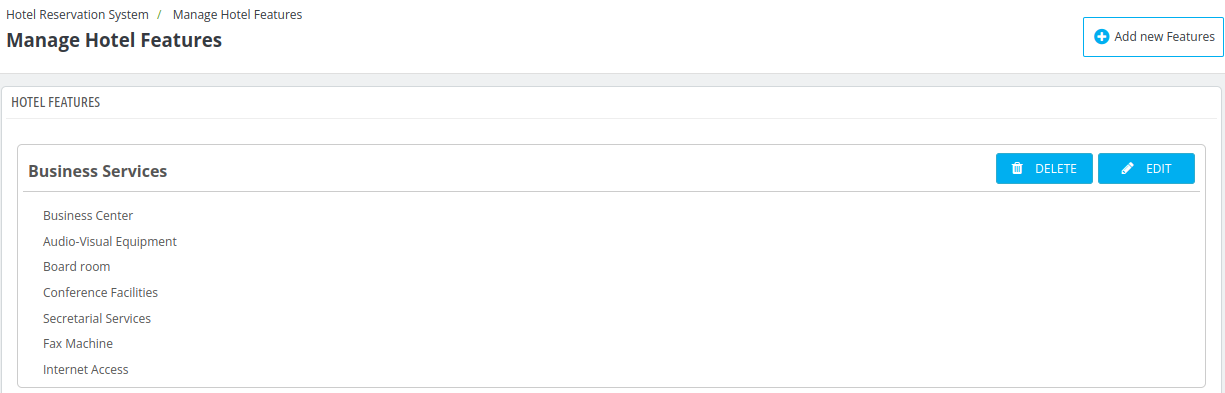 Hotel Reservation System / Manage Hotel Features
Manage Hotel Features
Add new Features
HOTEL FEATURES
Business Services
DELETE
EDIT
Business Center
Audio-Visual Equipment
Board room
Conference Facilities
Secretarial Services
Fax Machine
Internet Access